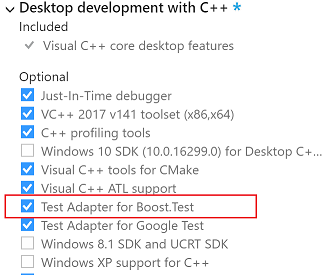 Desktop development with C++ *
Included
Visual C++ core desktop features
Optional
Just-In-Time debugger
VC++ 2017 v141 toolset (x86,x64)
C++ profiling tools
Windows 10 SDK (10.0.16299.0) for Desktop C...
Visual C++ tools for CMake
Visual C++ ATL support
Test Adapter for Boost.Test
Test Adapter for Google Test
Windows 8.1 SDK and UCRT SDK
Windows XP support for C++